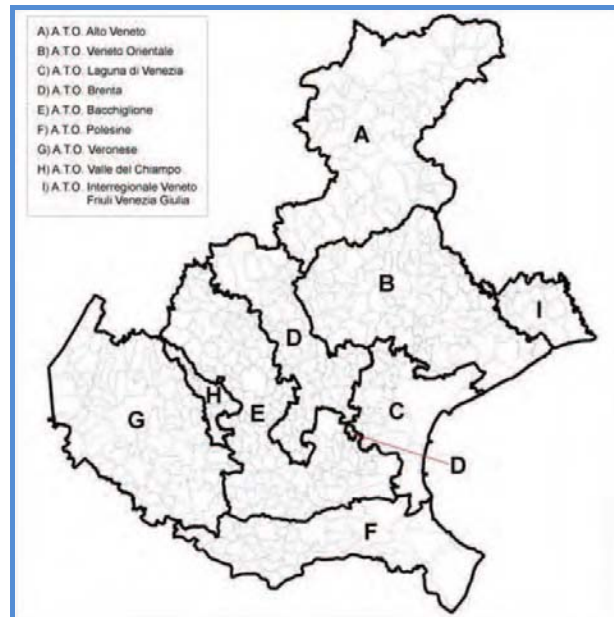 A) A.T.O. Alto Veneto
B) A.T.O. Veneto Orientale
C) A.T.O. Laguna di Venezia
D) A.T.O. Brenta
E) A.T.O. Bacchiglione
F) A.T.O. Polesine
G) A.T.O. Veronese
H) A.T.O. Valle del Chiampo
I) A.T.O. Interregionale Veneto
Friuli Venezia Giulia
A
B
I
D
H
G
E
C
D
F